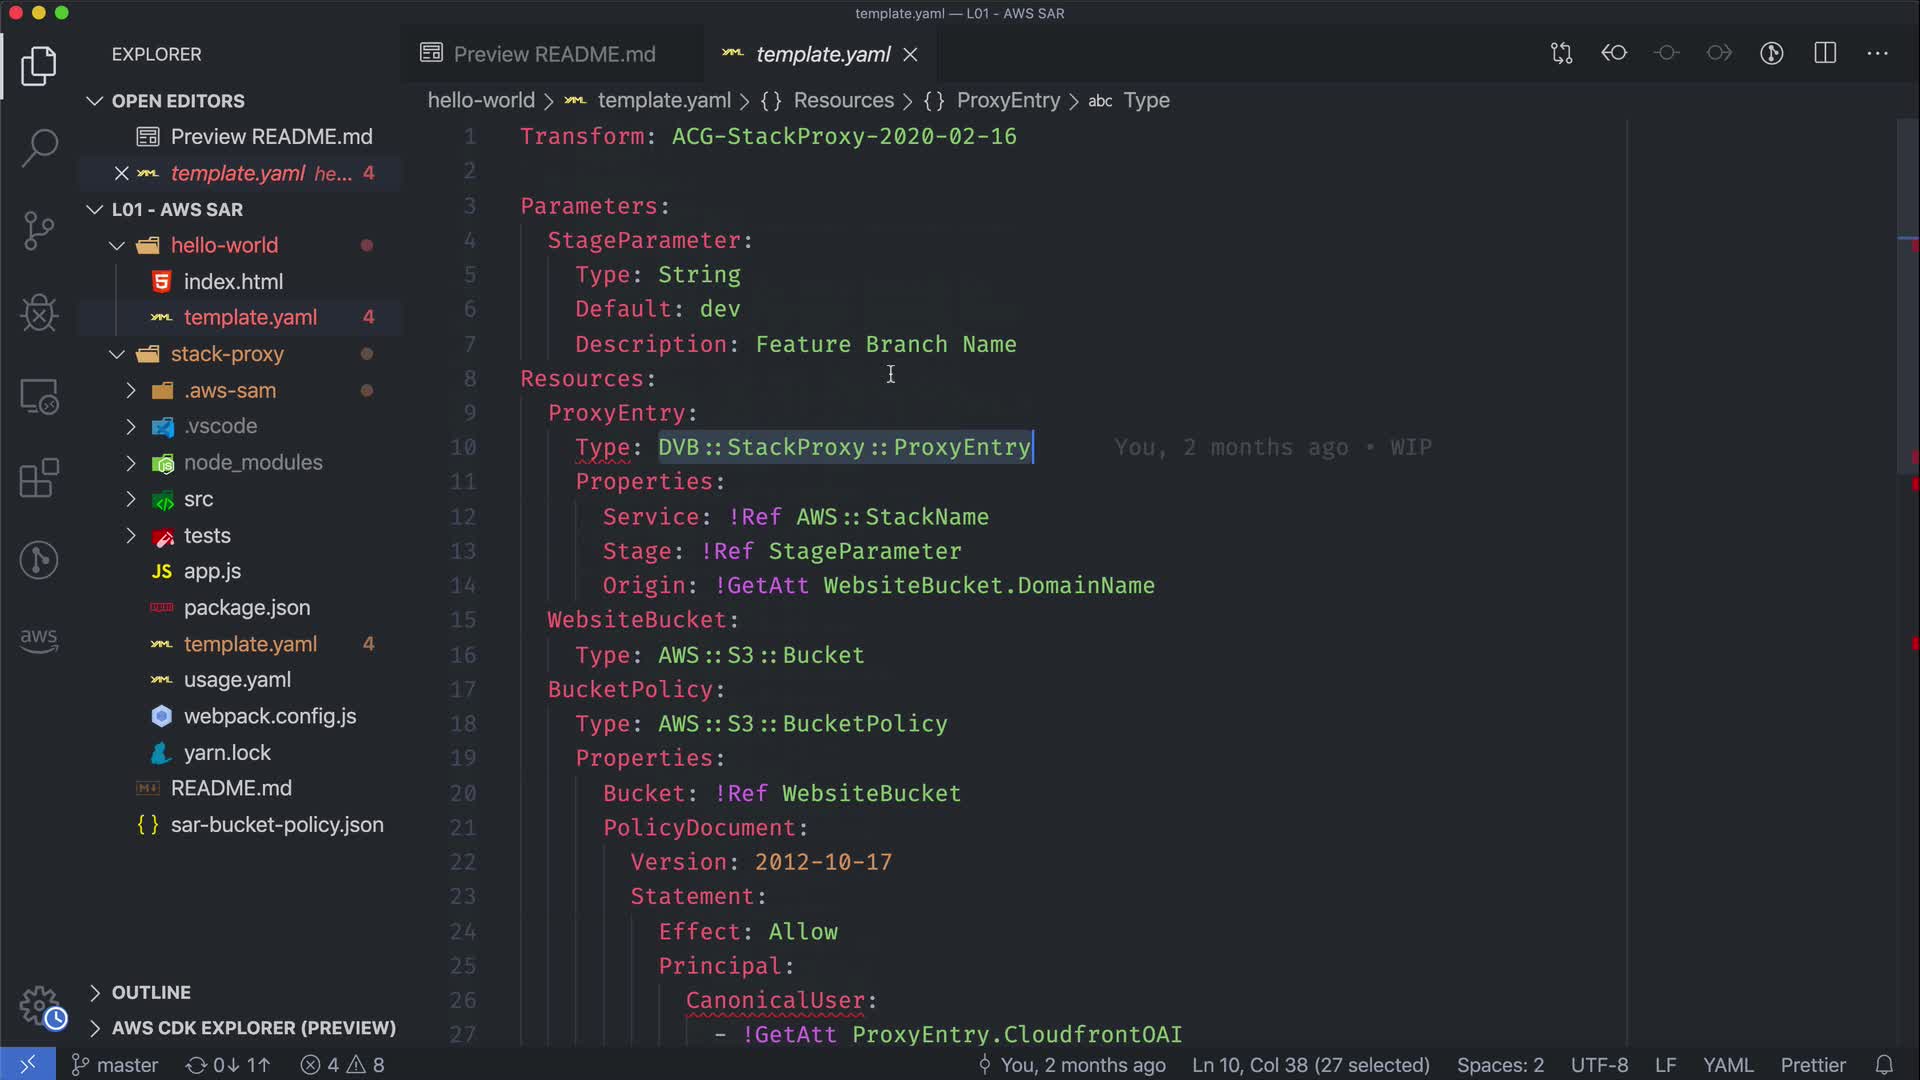 template.yaml — L01 - AWS SAR
EXPLORER
OPEN EDITORS
Preview README.md
template.yaml he... 4
L01 - AWS SAR
hello-world
index.html
template.yaml 4
stack-proxy
.aws-sam
.vscode
node_modules
src
tests
JS app.js
package.json
template.yaml 4
usage.yaml
webpack.config.js
yarn.lock
README.md
{ } sar-bucket-policy.json
OUTLINE
AWS CDK EXPLORER (PREVIEW)
aws
Preview README.md
template.yaml
hello-world > template.yaml > { } Resources > { } ProxyEntry > abc Type
1 Transform: ACG-StackProxy-2020-02-16
2
3 Parameters:
4 StageParameter:
5 Type: String
6 Default: dev
7 Description: Feature Branch Name
8 Resources:
9 ProxyEntry:
10 Type: DVB::StackProxy::ProxyEntry You, 2 months ago • WIP
11 Properties:
12 Service: !Ref AWS::StackName
13 Stage: !Ref StageParameter
14 Origin: !GetAtt WebsiteBucket.DomainName
15 WebsiteBucket:
16 Type: AWS::S3::Bucket
17 BucketPolicy:
18 Type: AWS::S3::BucketPolicy
19 Properties:
20 Bucket: !Ref WebsiteBucket
21 PolicyDocument:
22 Version: 2012-10-17
23 Statement:
24 Effect: Allow
25 Principal:
26 CanonicalUser:
27 - !GetAtt ProxyEntry.CloudfrontOAI
master 0↓ 1↑ 4 8 You, 2 months ago Ln 10, Col 38 (27 selected) Spaces: 2 UTF-8 LF YAML Prettier